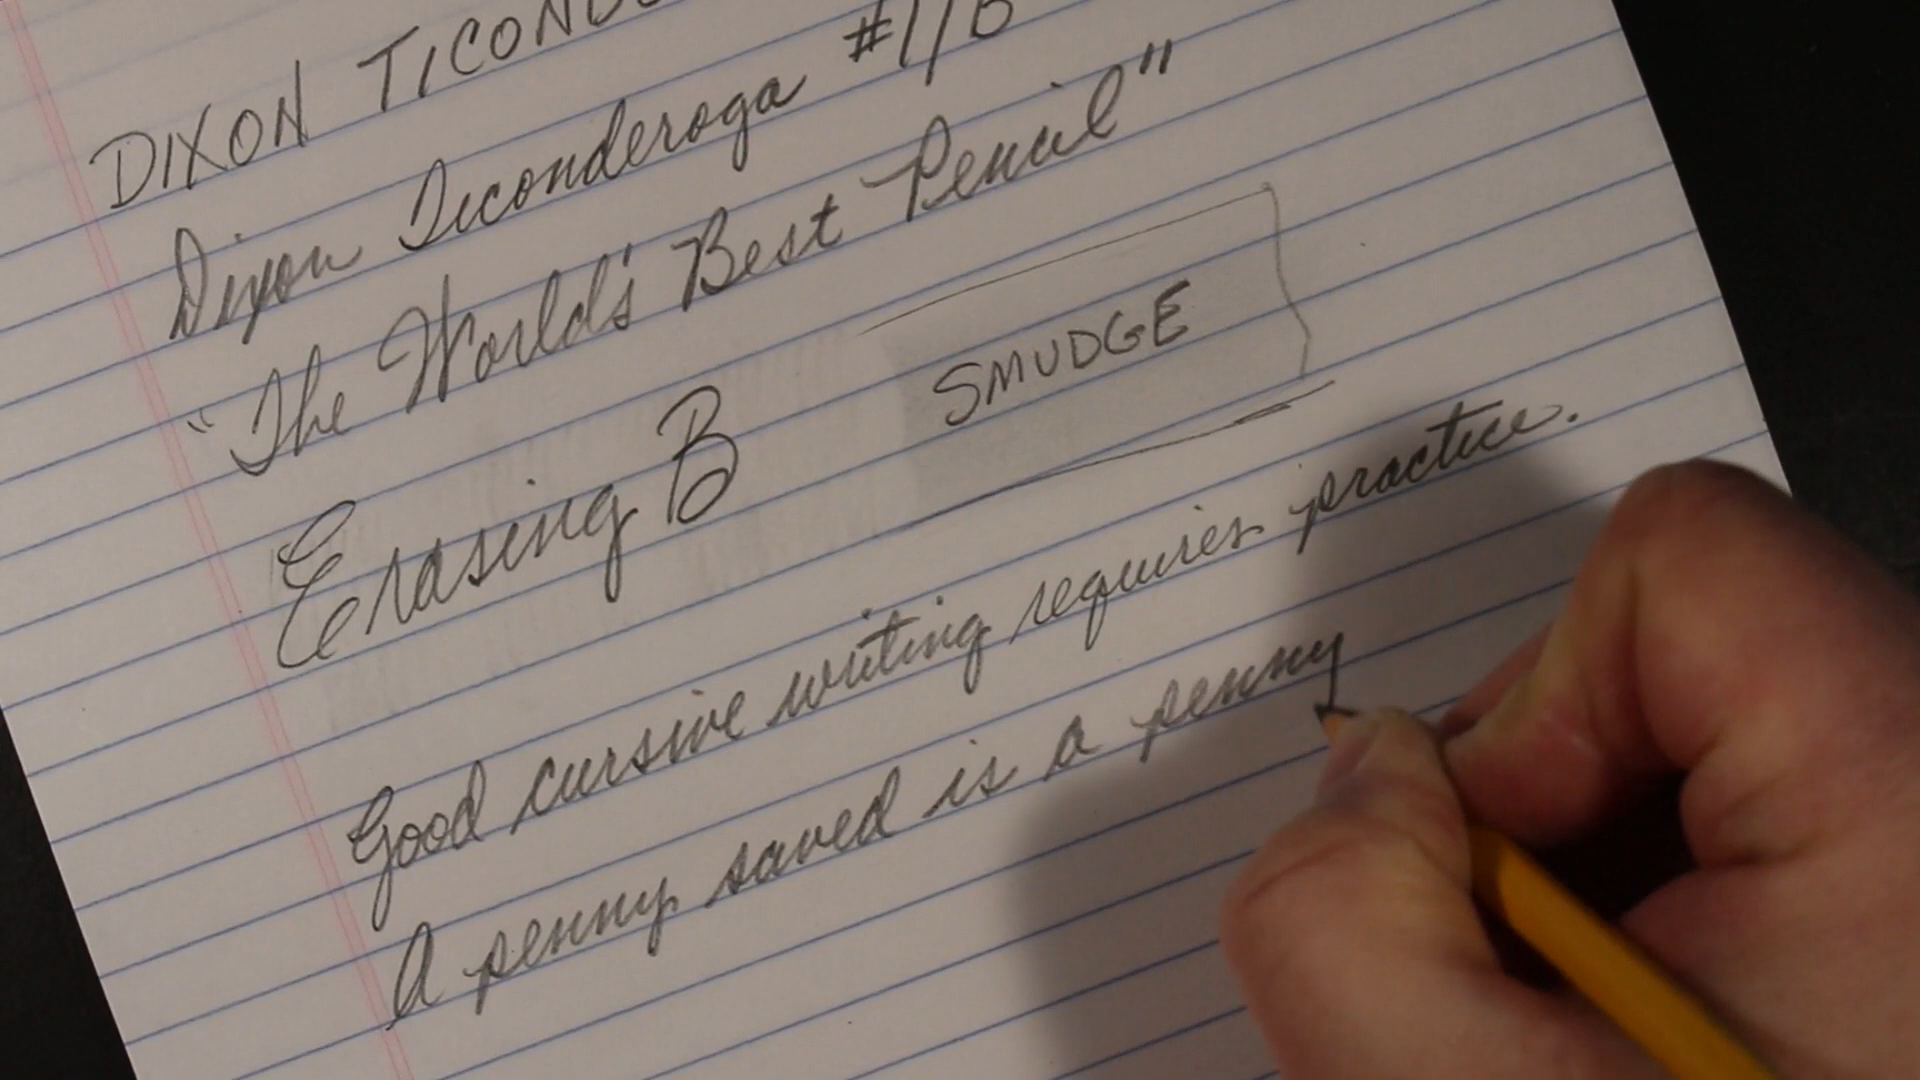 DIXON TICONDE
Dixon Ticonderoga #1/B
"The World's Best Pencil"
SMUDGE
Erasing B
Good cursive writing requires practice.
A penny saved is a penny